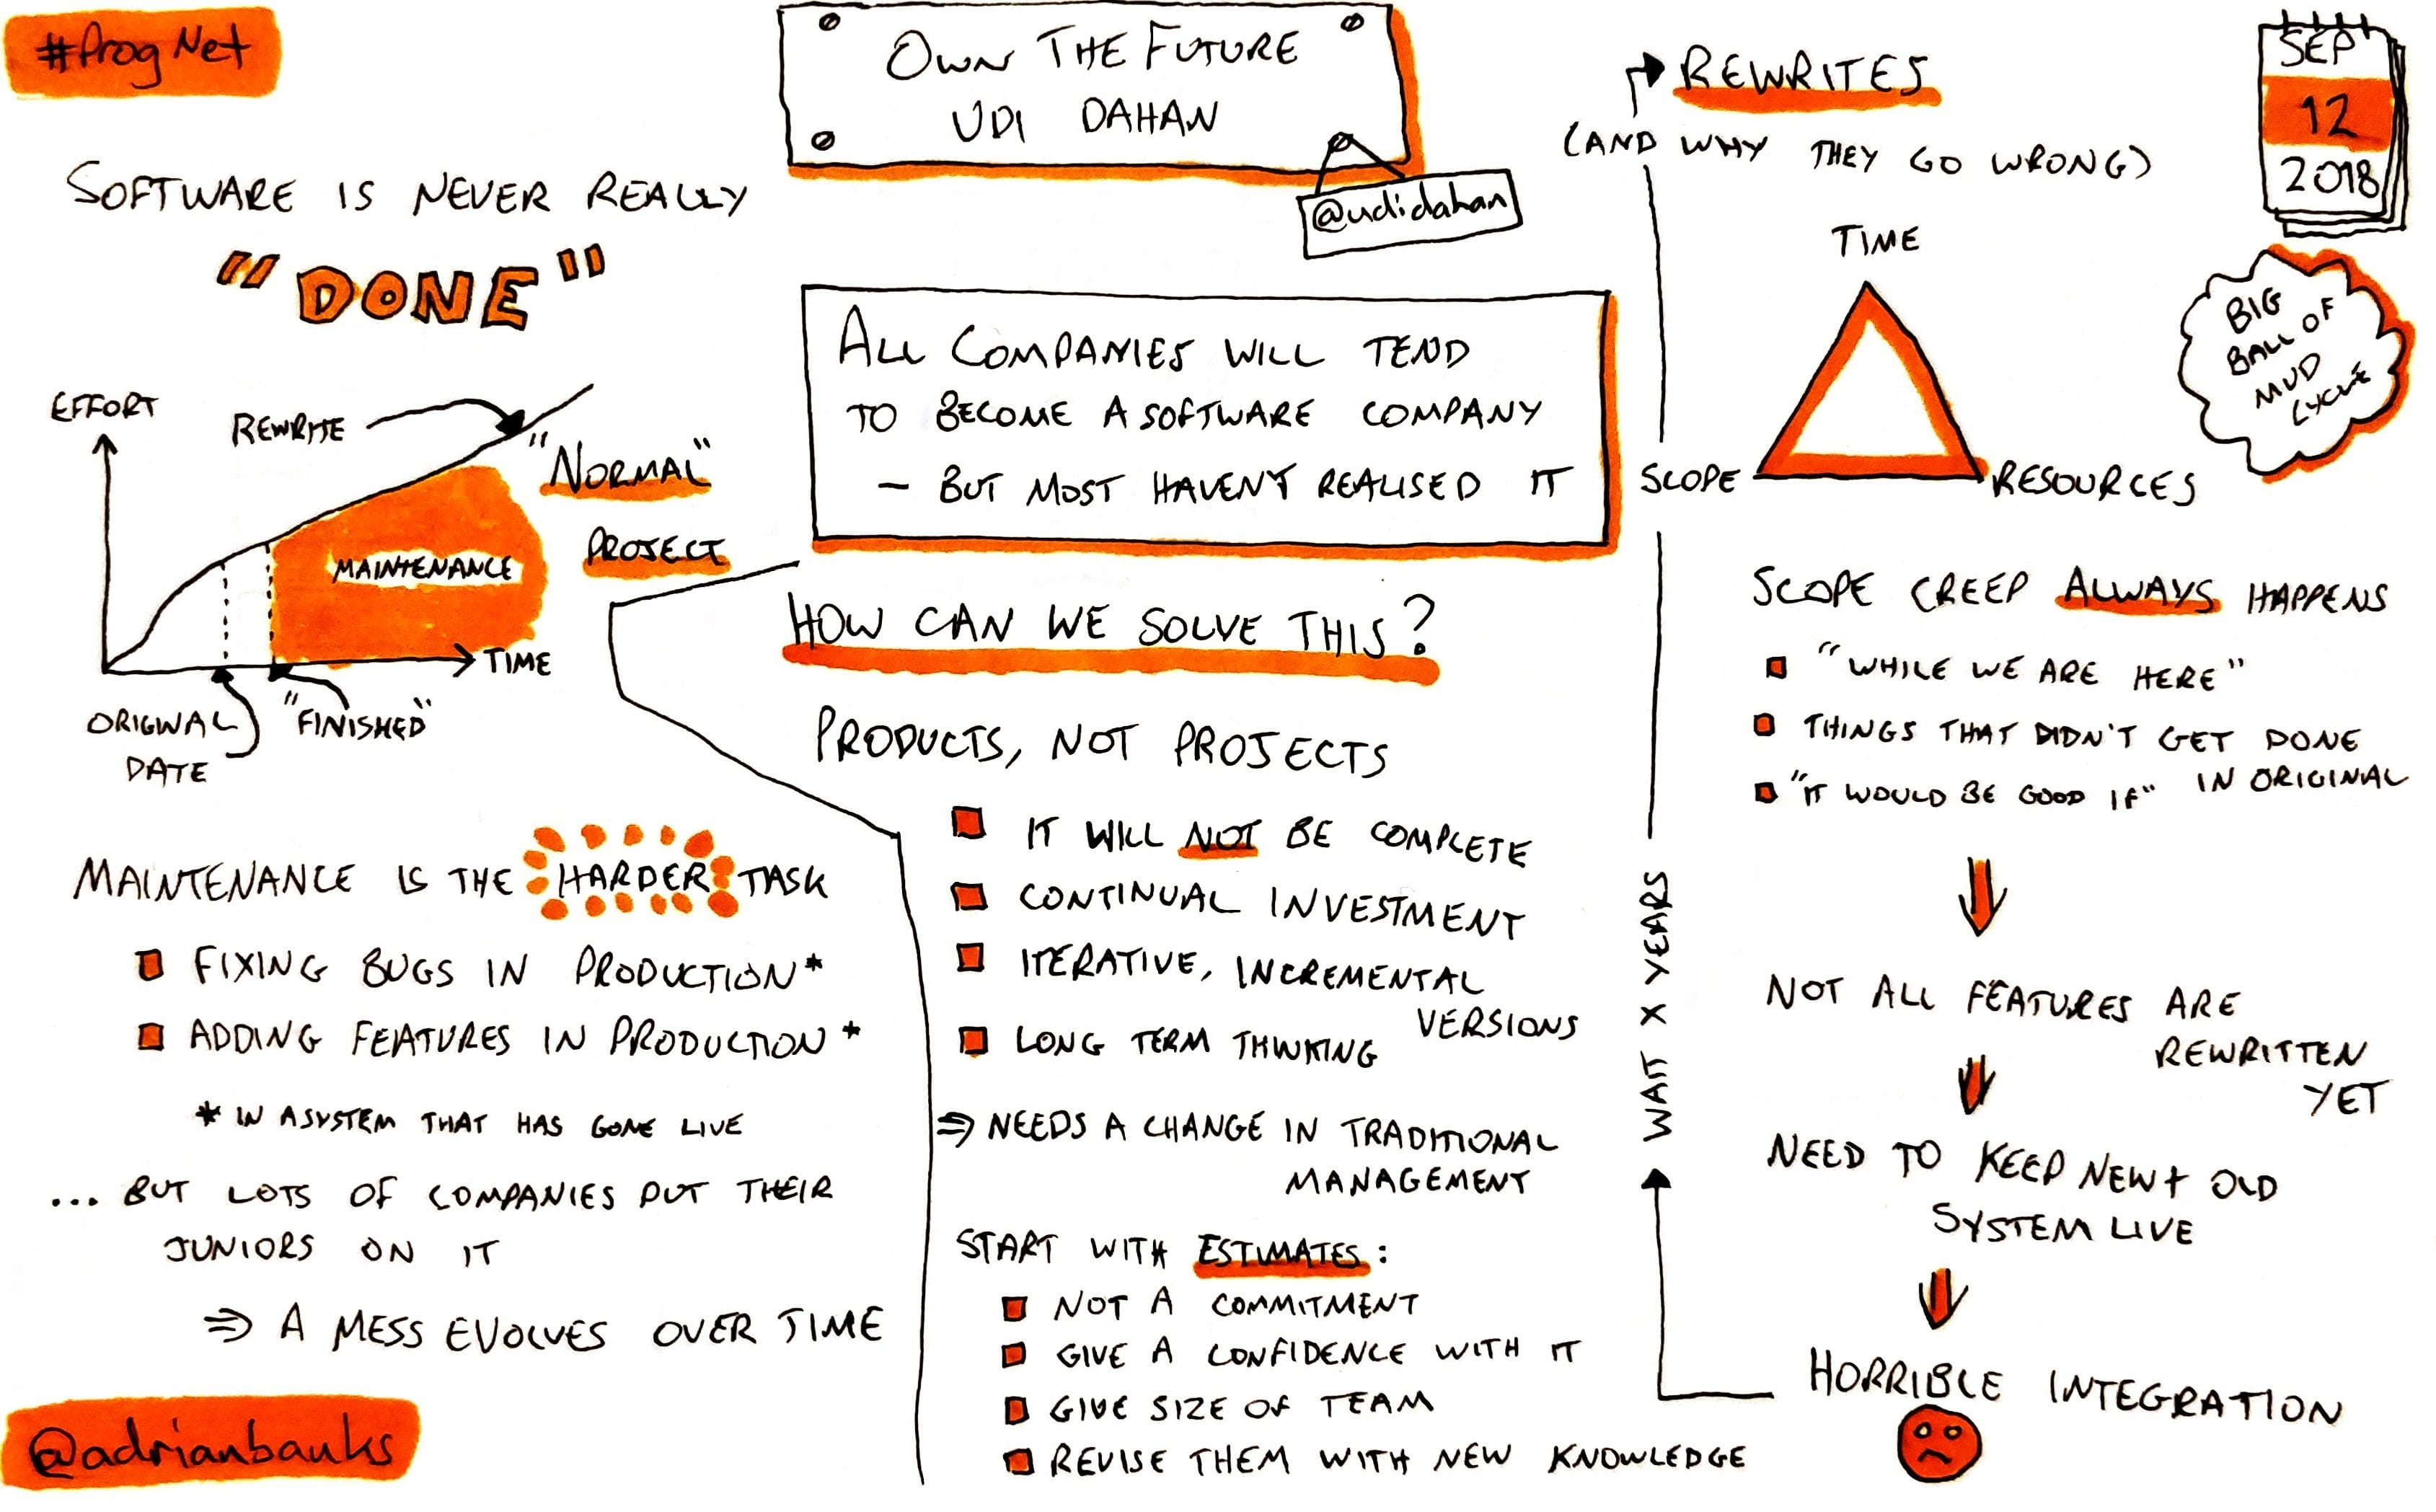 #ProgNet
OWN THE FUTURE
UDI DAHAN
@udidahan
SEP
12
2018
SOFTWARE IS NEVER REALLY
"DONE"
EFFORT
REWRITE
"NORMAL"
PROJECT
MAINTENANCE
TIME
ORIGINAL
DATE
"FINISHED"
MAINTENANCE IS THE HARDER TASK
FIXING BUGS IN PRODUCTION*
ADDING FEATURES IN PRODUCTION*
* IN A SYSTEM THAT HAS GONE LIVE
... BUT LOTS OF COMPANIES PUT THEIR
JUNIORS ON IT
⇒ A MESS EVOLVES OVER TIME
@adrianbanks
ALL COMPANIES WILL TEND
TO BECOME A SOFTWARE COMPANY
– BUT MOST HAVEN'T REALISED IT
HOW CAN WE SOLVE THIS?
PRODUCTS, NOT PROJECTS
IT WILL NOT BE COMPLETE
CONTINUAL INVESTMENT
ITERATIVE, INCREMENTAL
VERSIONS
LONG TERM THINKING
⇒ NEEDS A CHANGE IN TRADITIONAL
MANAGEMENT
START WITH ESTIMATES:
NOT A COMMITMENT
GIVE A CONFIDENCE WITH IT
GIVE SIZE OF TEAM
REVISE THEM WITH NEW KNOWLEDGE
REWRITES
(AND WHY THEY GO WRONG)
BIG
BALL OF
MUD
CYCLE
TIME
SCOPE
RESOURCES
SCOPE CREEP ALWAYS HAPPENS
"WHILE WE ARE HERE"
THINGS THAT DIDN'T GET DONE
IN ORIGINAL
"IT WOULD BE GOOD IF"
NOT ALL FEATURES ARE
REWRITTEN
YET
NEED TO KEEP NEW + OLD
SYSTEM LIVE
HORRIBLE INTEGRATION
WAIT X YEARS